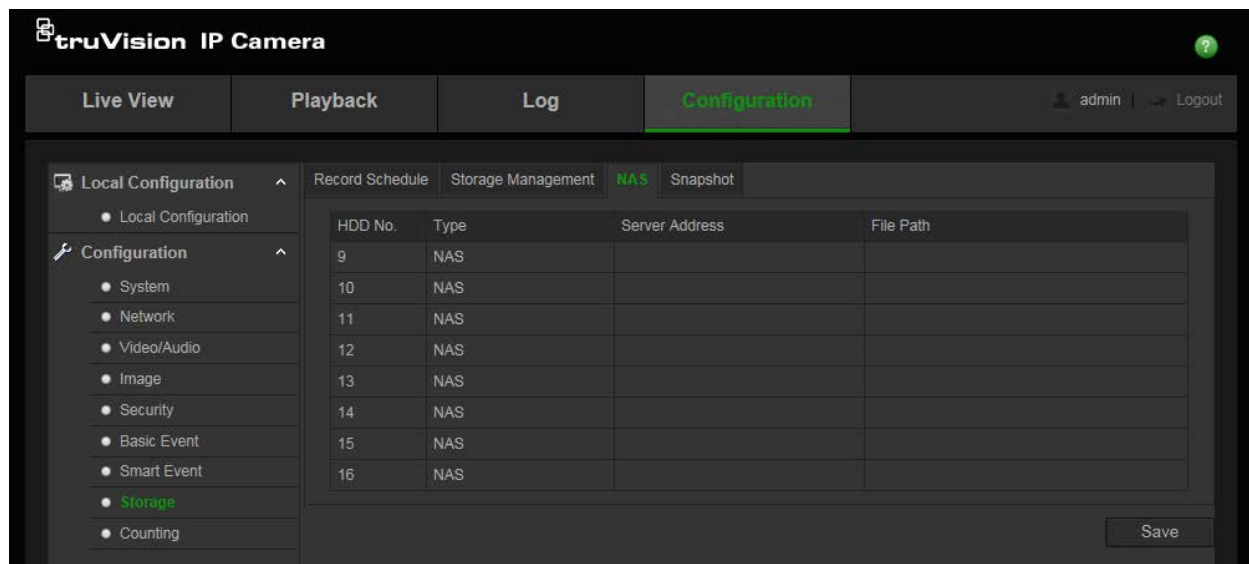 truVision IP Camera
?
Live View Playback Log Configuration admin Logout
Local Configuration
Local Configuration
Configuration
System
Network
Video/Audio
Image
Security
Basic Event
Smart Event
Storage
Counting
Record Schedule Storage Management NAS Snapshot
HDD No. Type Server Address File Path
9 NAS
10 NAS
11 NAS
12 NAS
13 NAS
14 NAS
15 NAS
16 NAS
Save